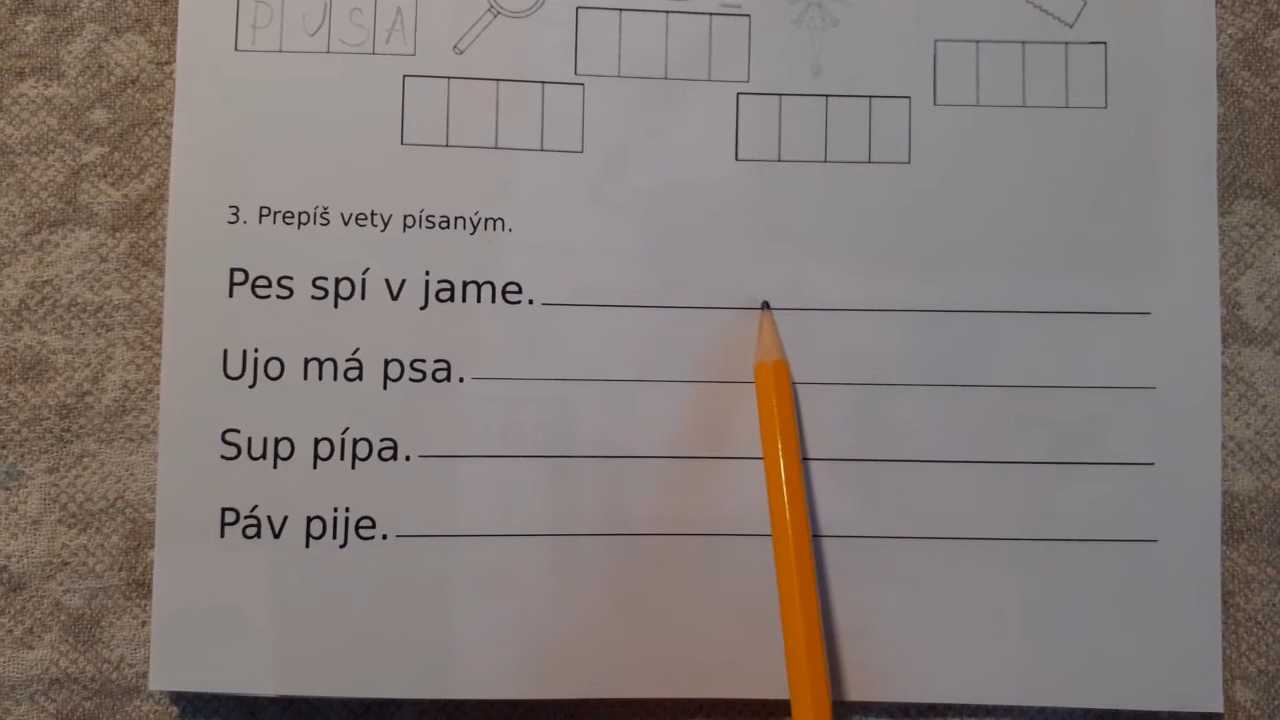 PUSA
3. Prepíš vety písaným.
Pes spí v jame.
Ujo má psa.
Sup pípa.
Páv pije.